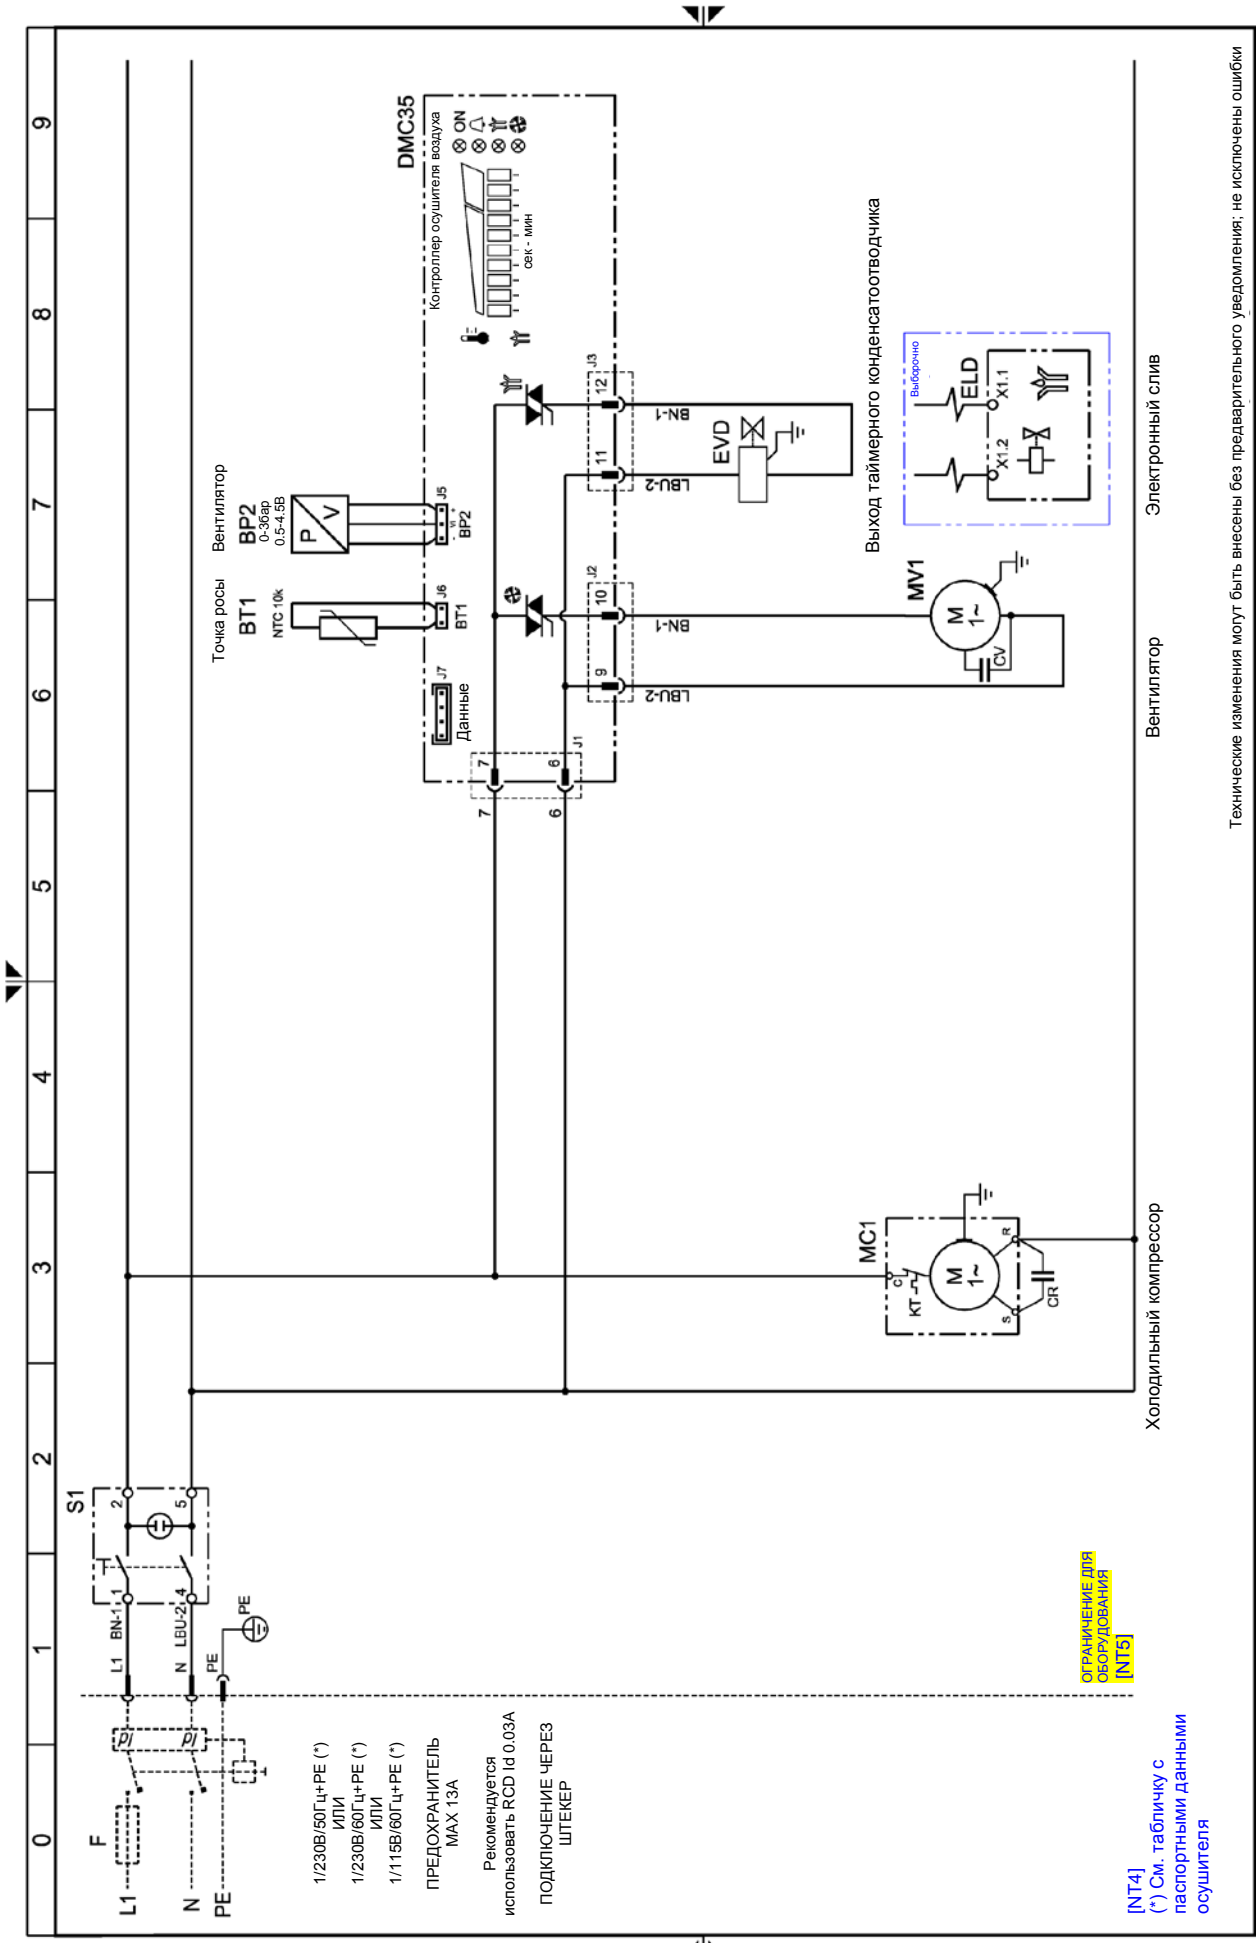 0
1
2
3
4
5
6
7
8
9
F
L1
N
PE
Id
Id
L1
BN-1
1
N
LBU-2
4
PE
PE
S1
2
5
1/230В/50Гц+PE (*)
ИЛИ
1/230В/60Гц+PE (*)
ИЛИ
1/115В/60Гц+PE (*)
ПРЕДОХРАНИТЕЛЬ
MAX 13A
Рекомендуется
использовать RCD Id 0.03A
ПОДКЛЮЧЕНИЕ ЧЕРЕЗ
ШТЕКЕР
[NT4]
(*) См. табличку с
паспортными данными
осушителя
ОГРАНИЧЕНИЕ ДЛЯ
ОБОРУДОВАНИЯ
[NT5]
MC1
C
KT
M
1~
S
R
CR
Холодильный компрессор
Точка росы
BT1
NTC 10k
Вентилятор
BP2
0-3бар
0.5-4.5В
P
V
DMC35
Контроллер осушителя воздуха
ON
сек - мин
J7
Данные
J6
BT1
J5
- Vi +
BP2
7
7
6
6
J1
J2
9
10
J3
11
12
LBU-2
BN-1
LBU-2
BN-1
EVD
Выход таймерного конденсатоотводчика
MV1
M
1~
CV
Вентилятор
Выборочно
ELD
X1.2
X1.1
Электронный слив
Технические изменения могут быть внесены без предварительного уведомления; не исключены ошибки